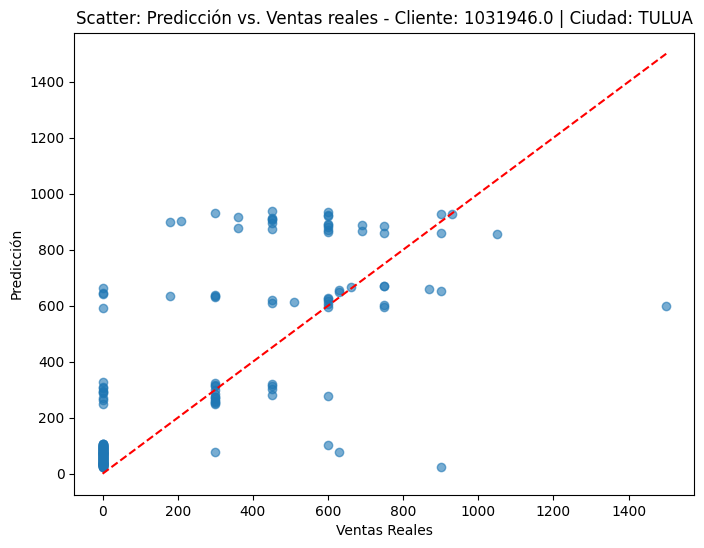 Scatter: Predicción vs. Ventas reales - Cliente: 1031946.0 | Ciudad: TULUA
1400
1200
1000
800
600
400
200
0
Predicción
0 200 400 600 800 1000 1200 1400
Ventas Reales